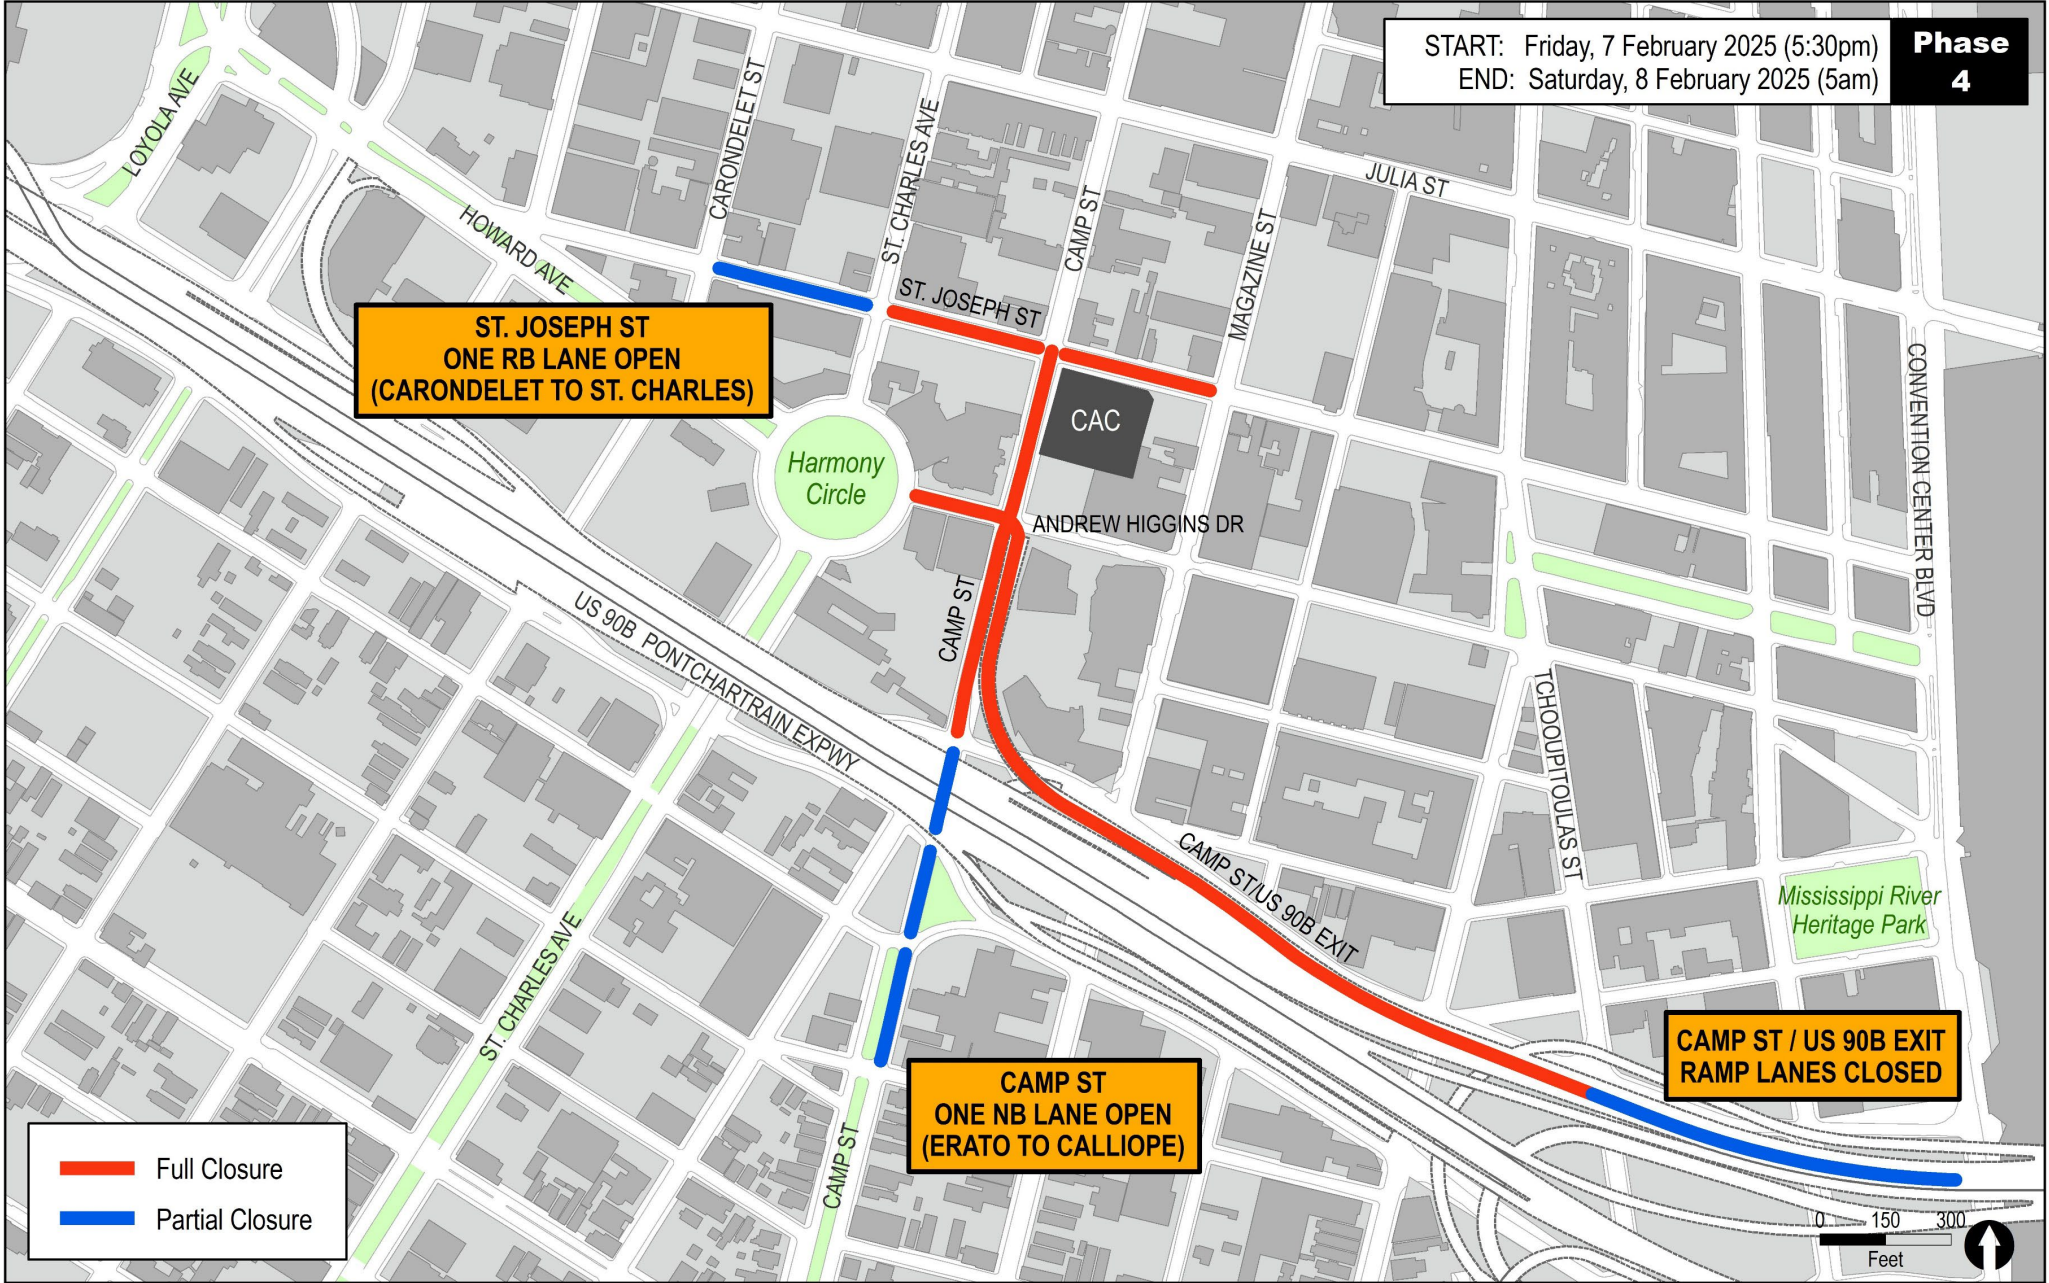 START: Friday, 7 February 2025 (5:30pm)
END: Saturday, 8 February 2025 (5am)
Phase
4
LOYOLA AVE
CARONDELET ST
ST. CHARLES AVE
CAMP ST
JULIA ST
HOWARD AVE
MAGAZINE ST
ST. JOSEPH ST
ST. JOSEPH ST
ONE RB LANE OPEN
(CARONDELET TO ST. CHARLES)
CAC
CONVENTION CENTER BLVD
Harmony
Circle
ANDREW HIGGINS DR
CAMP ST
US 90B PONTCHARTRAIN EXPWY
TCHOUPITOULAS ST
CAMP ST/US 90B EXIT
Mississippi River
Heritage Park
ST. CHARLES AVE
CAMP ST / US 90B EXIT
RAMP LANES CLOSED
CAMP ST
ONE NB LANE OPEN
(ERATO TO CALLIOPE)
CAMP ST
Full Closure
Partial Closure
0 150 300
Feet